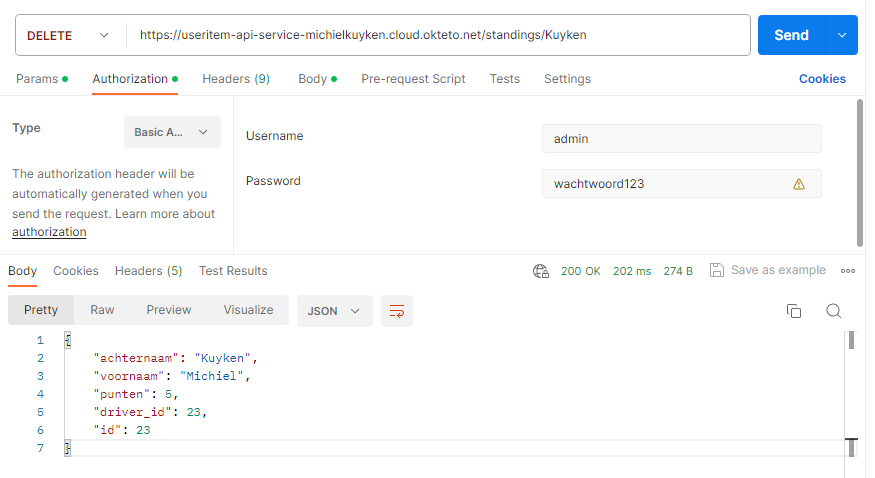 DELETE https://useritem-api-service-michielkuyken.cloud.okteto.net/standings/Kuyken Send
Params Authorization Headers (9) Body Pre-request Script Tests Settings Cookies
Type Basic A...
The authorization header will be
automatically generated when you
send the request. Learn more about
authorization
Username admin
Password wachtwoord123
Body Cookies Headers (5) Test Results 200 OK 202 ms 274 B Save as example
Pretty Raw Preview Visualize JSON
1 {
2 "achternaam": "Kuyken",
3 "voornaam": "Michiel",
4 "punten": 5,
5 "driver_id": 23,
6 "id": 23
7 }